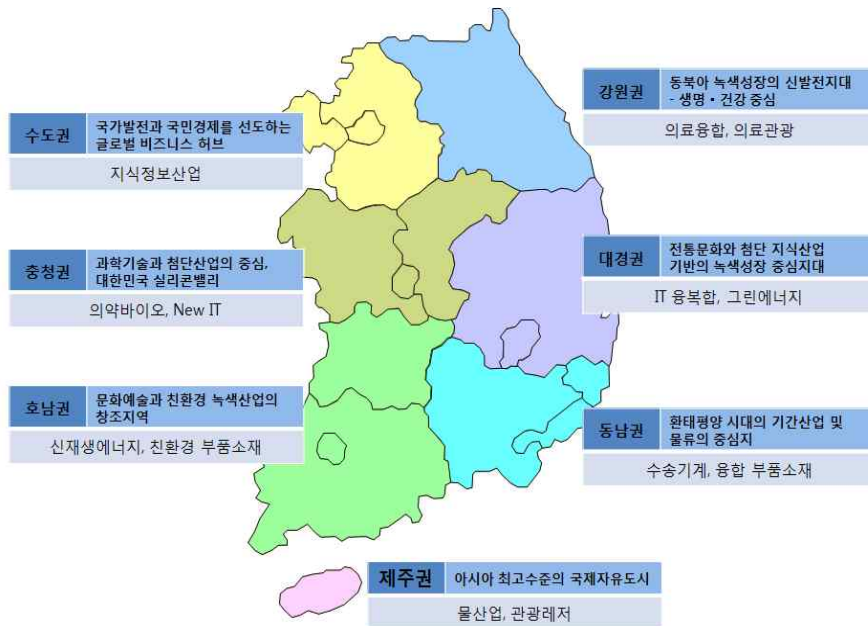 수도권
국가발전과 국민경제를 선도하는
글로벌 비즈니스 허브
지식정보산업
강원권
동북아 녹색성장의 신발전지대
- 생명·건강 중심
의료융합, 의료관광
충청권
과학기술과 첨단산업의 중심,
대한민국 실리콘밸리
의약바이오, New IT
대경권
전통문화와 첨단 지식산업
기반의 녹색성장 중심지대
IT 융복합, 그린에너지
호남권
문화예술과 친환경 녹색산업의
창조지역
신재생에너지, 친환경 부품소재
동남권
환태평양 시대의 기간산업 및
물류의 중심지
수송기계, 융합 부품소재
제주권
아시아 최고수준의 국제자유도시
물산업, 관광레저